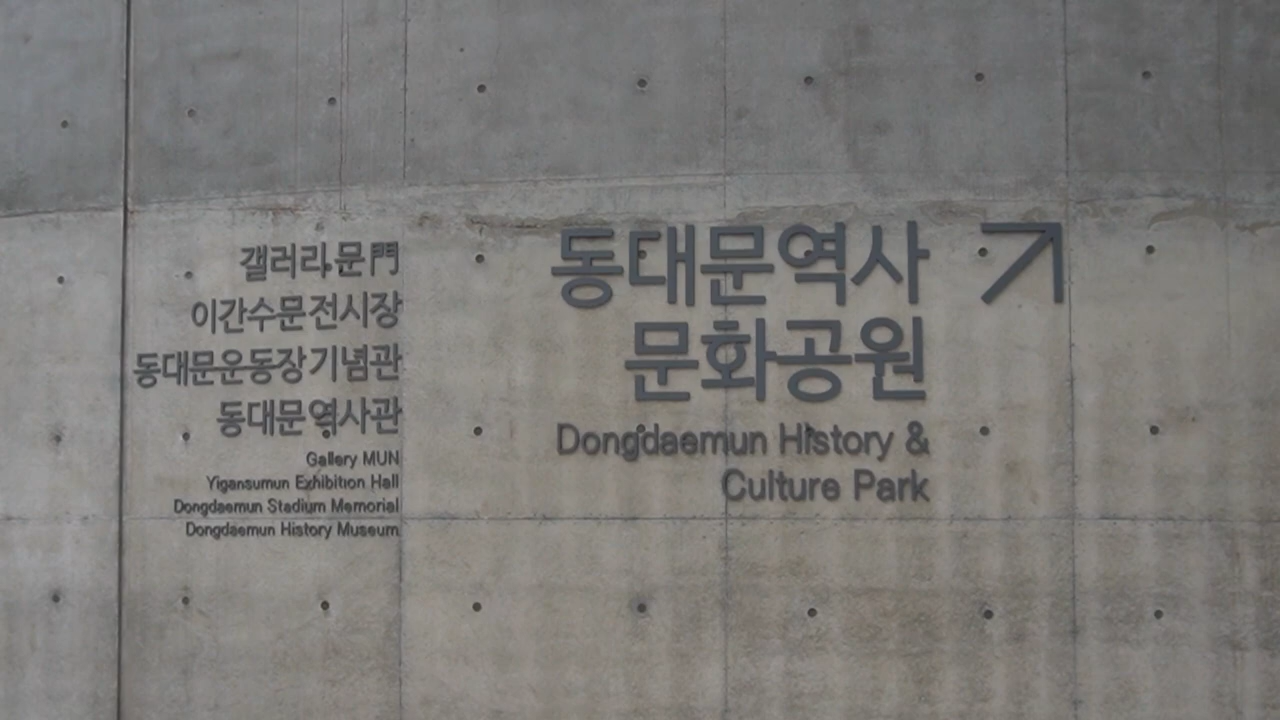 갤러리문門
이간수문전시장
동대문운동장기념관
동대문역사관
Gallery MUN
Yigansumun Exhibition Hall
Dongdaemun Stadium Memorial
Dongdaemun History Museum
동대문역사
문화공원
Dongdaemun History &
Culture Park